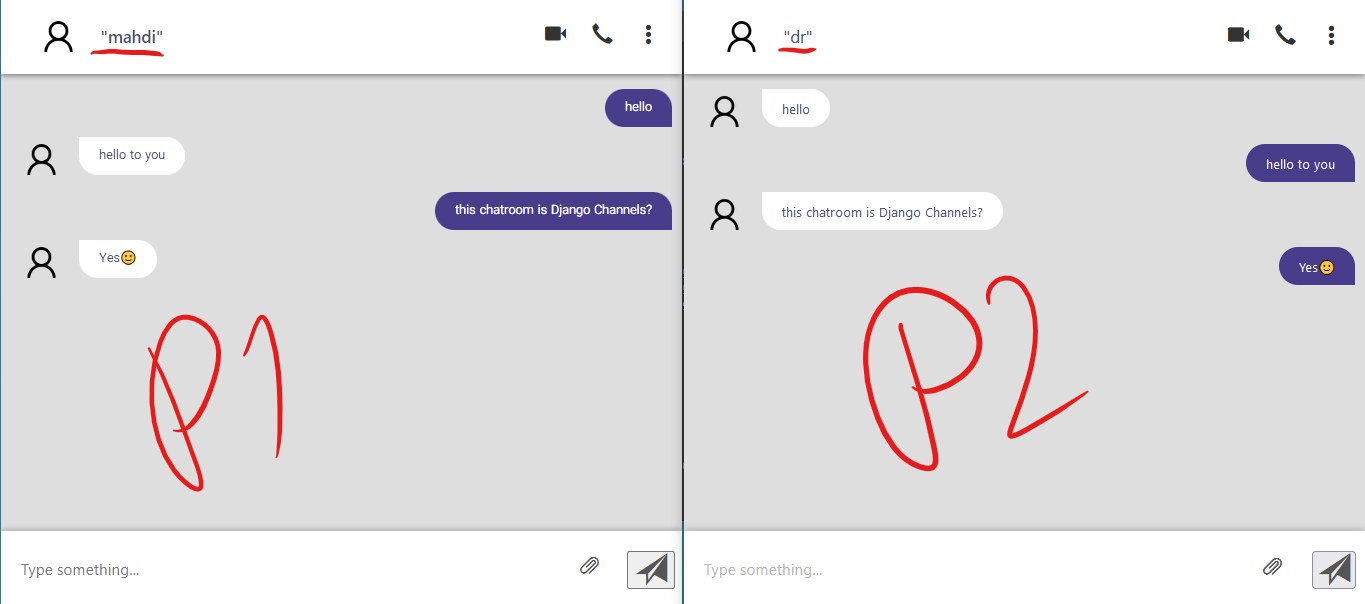 "mahdi"
hello
hello to you
this chatroom is Django Channels?
Yes🙂
P1
Type something...
"dr"
hello
hello to you
this chatroom is Django Channels?
Yes🙂
P2
Type something...